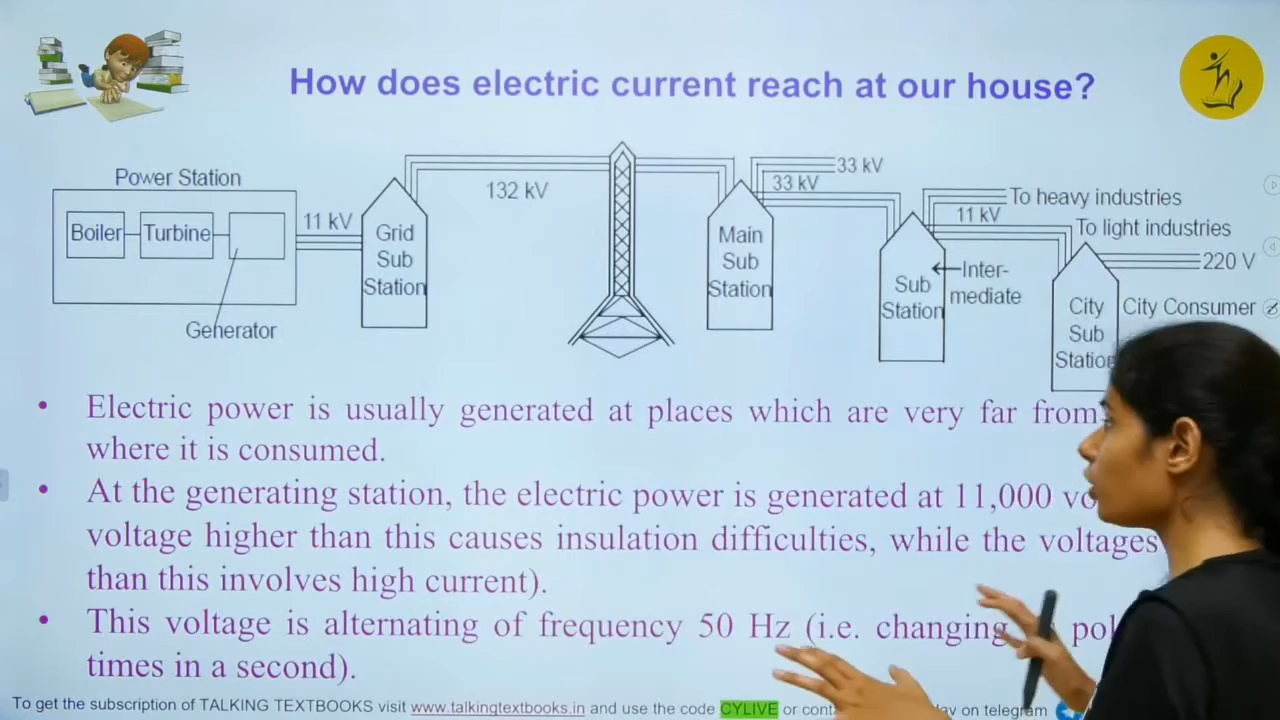 How does electric current reach at our house?
Power Station
Boiler
Turbine
Generator
11 kV
Grid
Sub
Station
132 kV
Main
Sub
Station
33 kV
33 kV
Sub
Station
Inter-
mediate
To heavy industries
11 kV
To light industries
220 V
City
Sub
Station
City Consumer
• Electric power is usually generated at places which are very far from
where it is consumed.
• At the generating station, the electric power is generated at 11,000
voltage higher than this causes insulation difficulties, while the voltages
than this involves high current).
• This voltage is alternating of frequency 50 Hz (i.e. changing
times in a second).
To get the subscription of TALKING TEXTBOOKS visit www.talkingtextbooks.in and use the code CYLIVE or on telegram